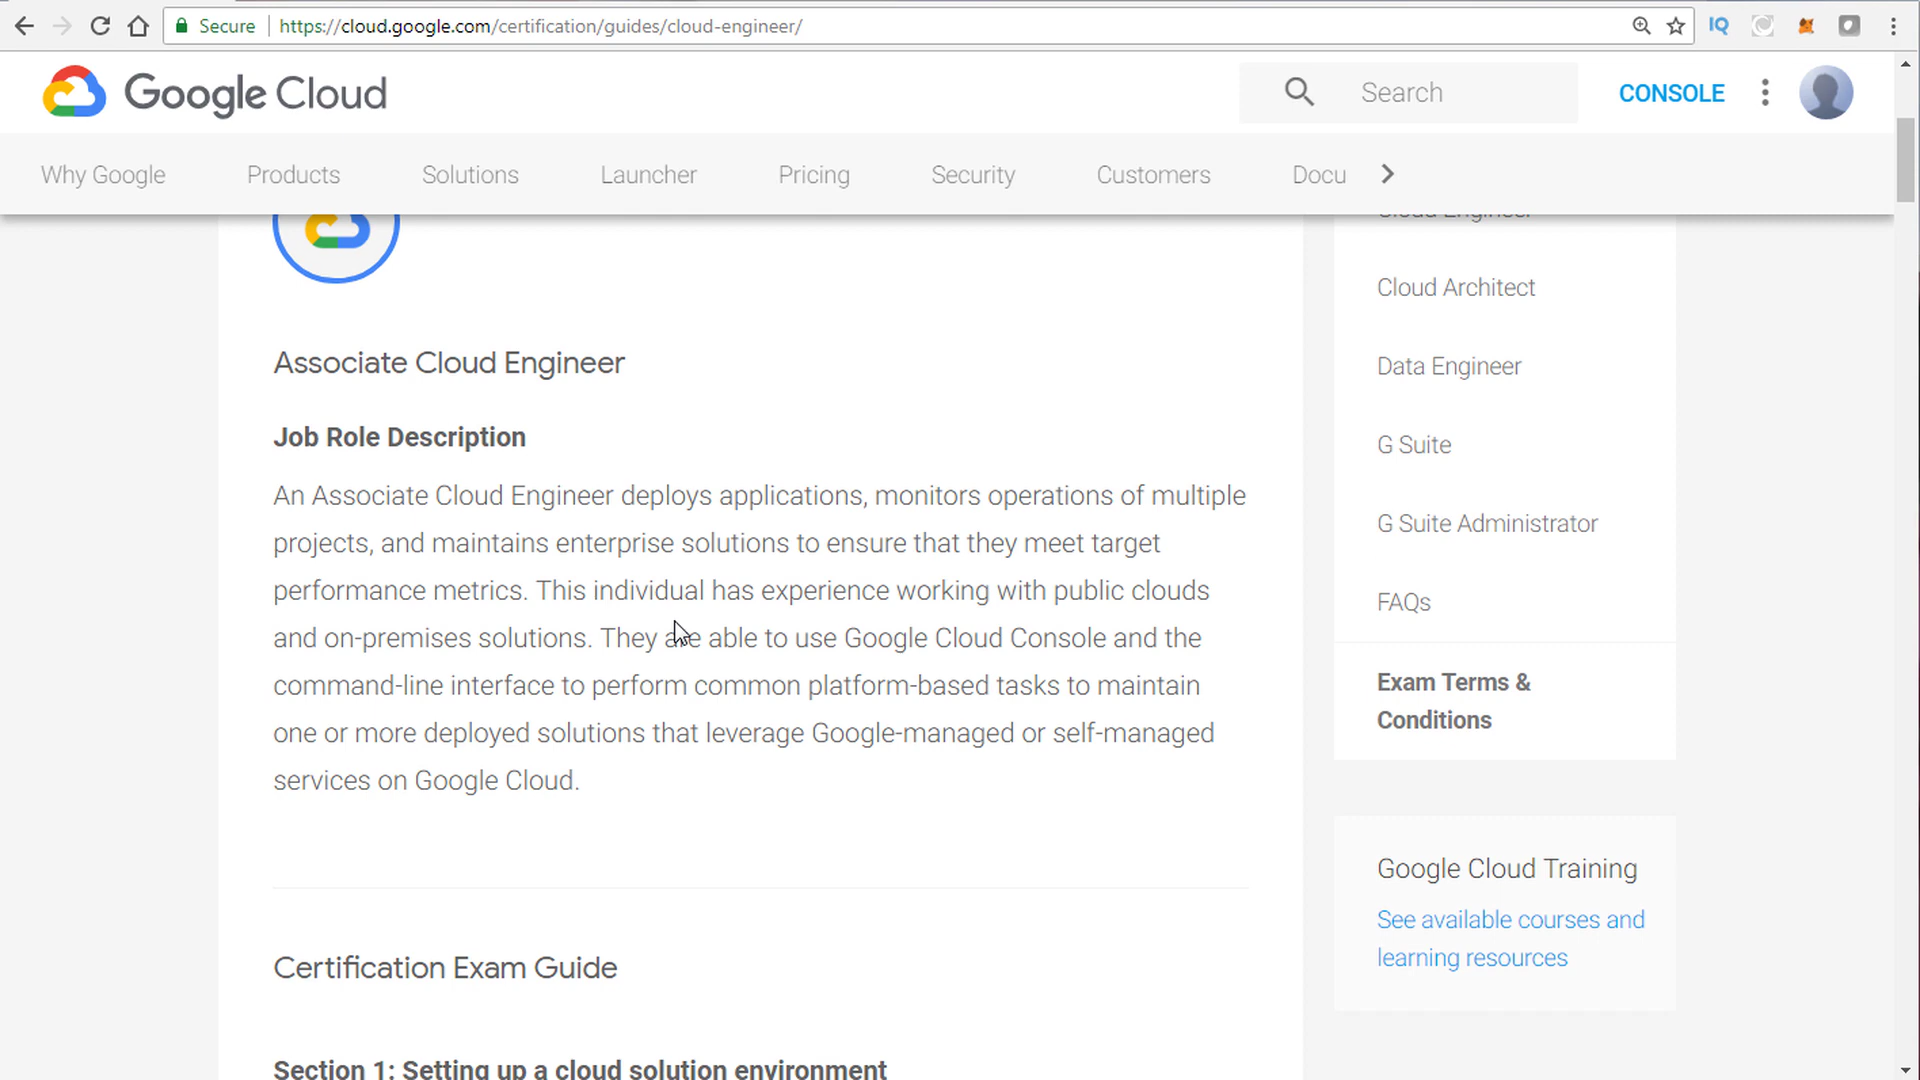 Secure
https://cloud.google.com/certification/guides/cloud-engineer/
IQ
Google Cloud
Search
CONSOLE
Why Google
Products
Solutions
Launcher
Pricing
Security
Customers
Docu
Associate Cloud Engineer
Job Role Description
An Associate Cloud Engineer deploys applications, monitors operations of multiple
projects, and maintains enterprise solutions to ensure that they meet target
performance metrics. This individual has experience working with public clouds
and on-premises solutions. They are able to use Google Cloud Console and the
command-line interface to perform common platform-based tasks to maintain
one or more deployed solutions that leverage Google-managed or self-managed
services on Google Cloud.
Certification Exam Guide
Section 1: Setting up a cloud solution environment
Cloud Engineer
Cloud Architect
Data Engineer
G Suite
G Suite Administrator
FAQs
Exam Terms &
Conditions
Google Cloud Training
See available courses and
learning resources